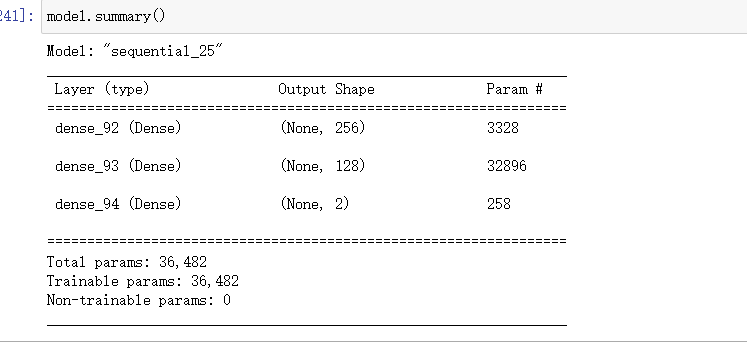 241]: model.summary()
Model: "sequential_25"
_________________________________________________________________
Layer (type) Output Shape Param #
=================================================================
dense_92 (Dense) (None, 256) 3328
dense_93 (Dense) (None, 128) 32896
dense_94 (Dense) (None, 2) 258
=================================================================
Total params: 36,482
Trainable params: 36,482
Non-trainable params: 0
_________________________________________________________________